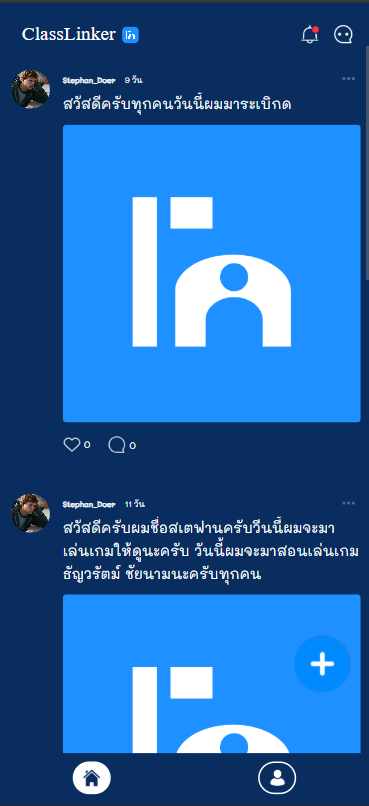 ClassLinker
Stephan_Doer 9 วัน
สวัสดีครับทุกคนวันนี้ผมมาระเบิกด
0 0
Stephan_Doer 11 วัน
สวัสดีครับผมชื่อสเตฟานครับวีนนี้ผมจะมา
เล่นเกมให้ดูนะครับ วันนี้ผมจะมาสอนเล่นเกม
ธัญวรัตม์ ชัยนามนะครับทุกคน